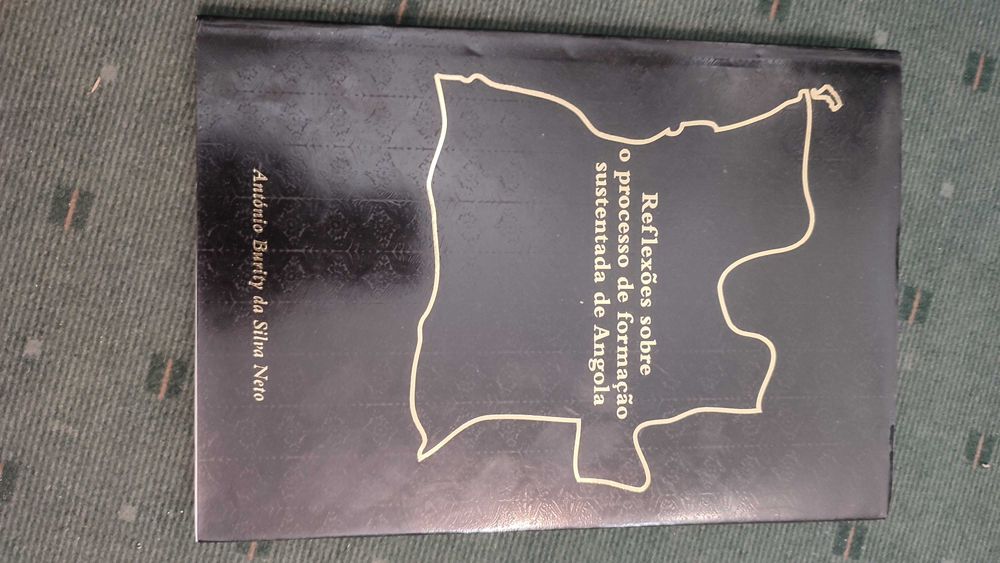 Reflexões sobre
o processo de formação
sustentada de Angola
António Burity da Silva Neto